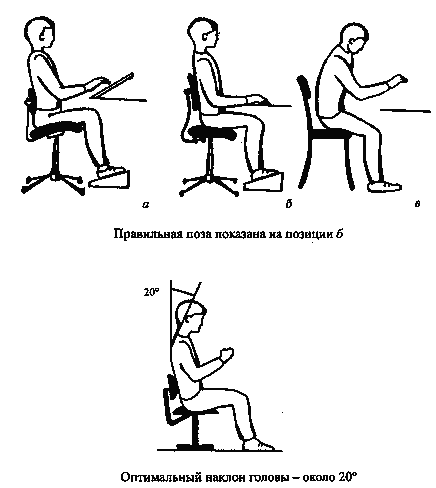 а б в
Правильная поза показана на позиции б
20°
Оптимальный наклон головы – около 20°